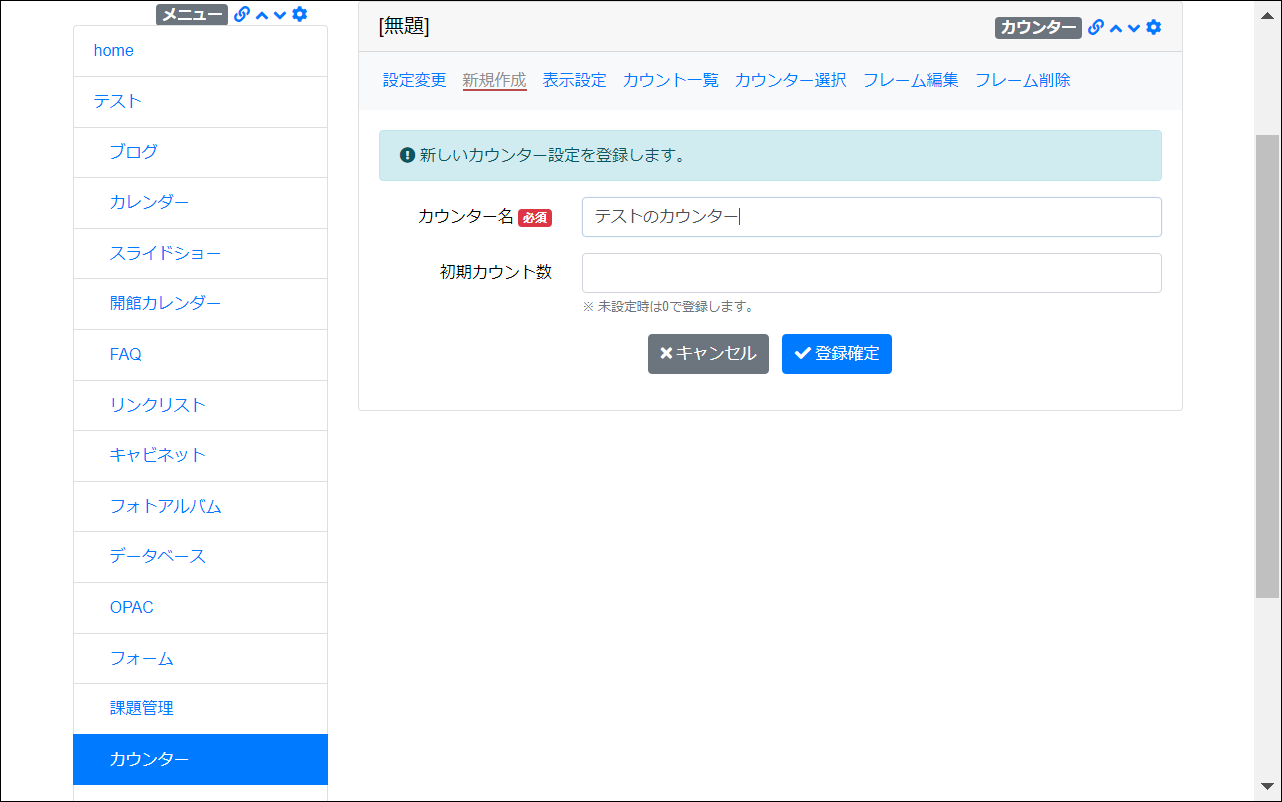 メニュー
home
テスト
ブログ
カレンダー
スライドショー
開館カレンダー
FAQ
リンクリスト
キャビネット
フォトアルバム
データベース
OPAC
フォーム
課題管理
カウンター
[無題]
カウンター
設定変更 新規作成 表示設定 カウント一覧 カウンター選択 フレーム編集 フレーム削除
新しいカウンター設定を登録します。
カウンター名 必須 テストのカウンター
初期カウント数
※ 未設定時は0で登録します。
キャンセル 登録確定